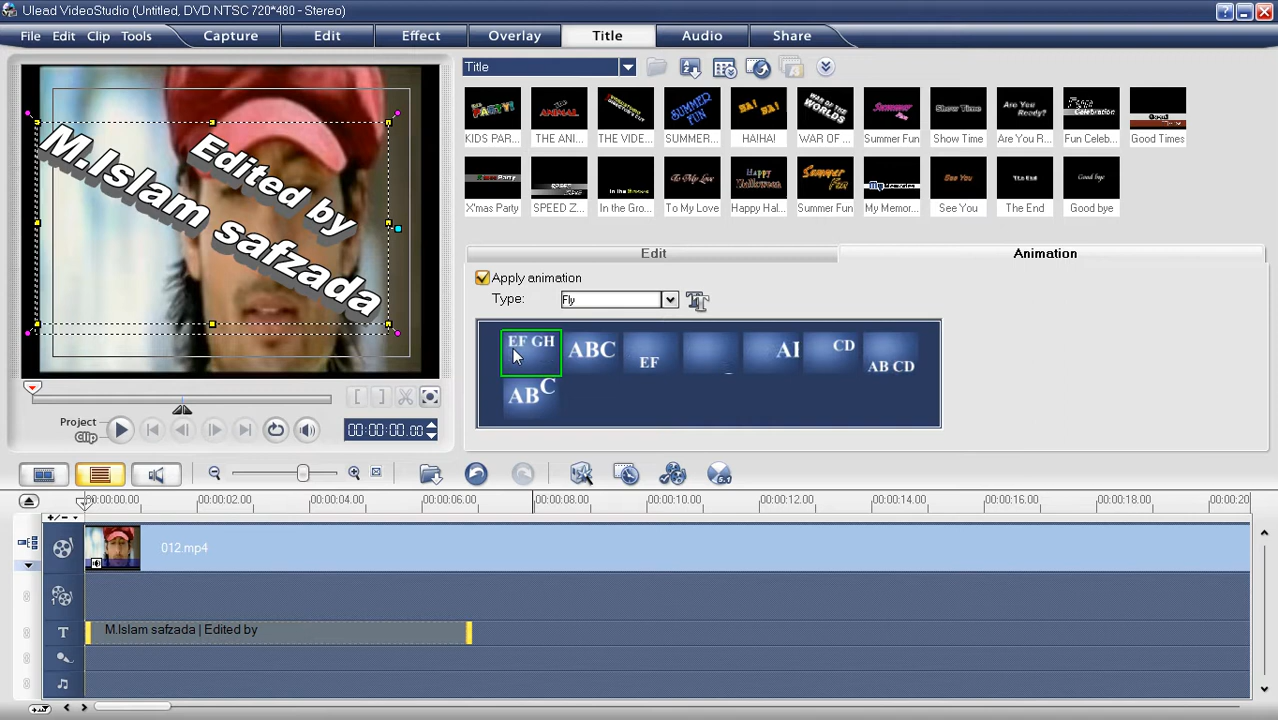 Ulead VideoStudio (Untitled, DVD NTSC 720*480 - Stereo)
File Edit Clip Tools Capture Edit Effect Overlay Title Audio Share
Title
KIDS PAR... THE ANI... THE VIDE... SUMMER... HAIHA! WAR OF ... Summer Fun Show Time Are You R... Fun Celeb... Good Times
X'mas Party SPEED Z... In the Gro... To My Love Happy Hal... Summer Fun My Memor... See You The End Good bye
Edited by
M.Islam safzada
Edit Animation
Apply animation
Type: Fly
EF GH ABC EF AI CD AB CD
ABC
Project
Clip
00:00:00.00
00:00:00.00 00:00:02.00 00:00:04.00 00:00:06.00 00:00:08.00 00:00:10.00 00:00:12.00 00:00:14.00 00:00:16.00 00:00:18.00 00:00:20
012.mp4
M.Islam safzada | Edited by